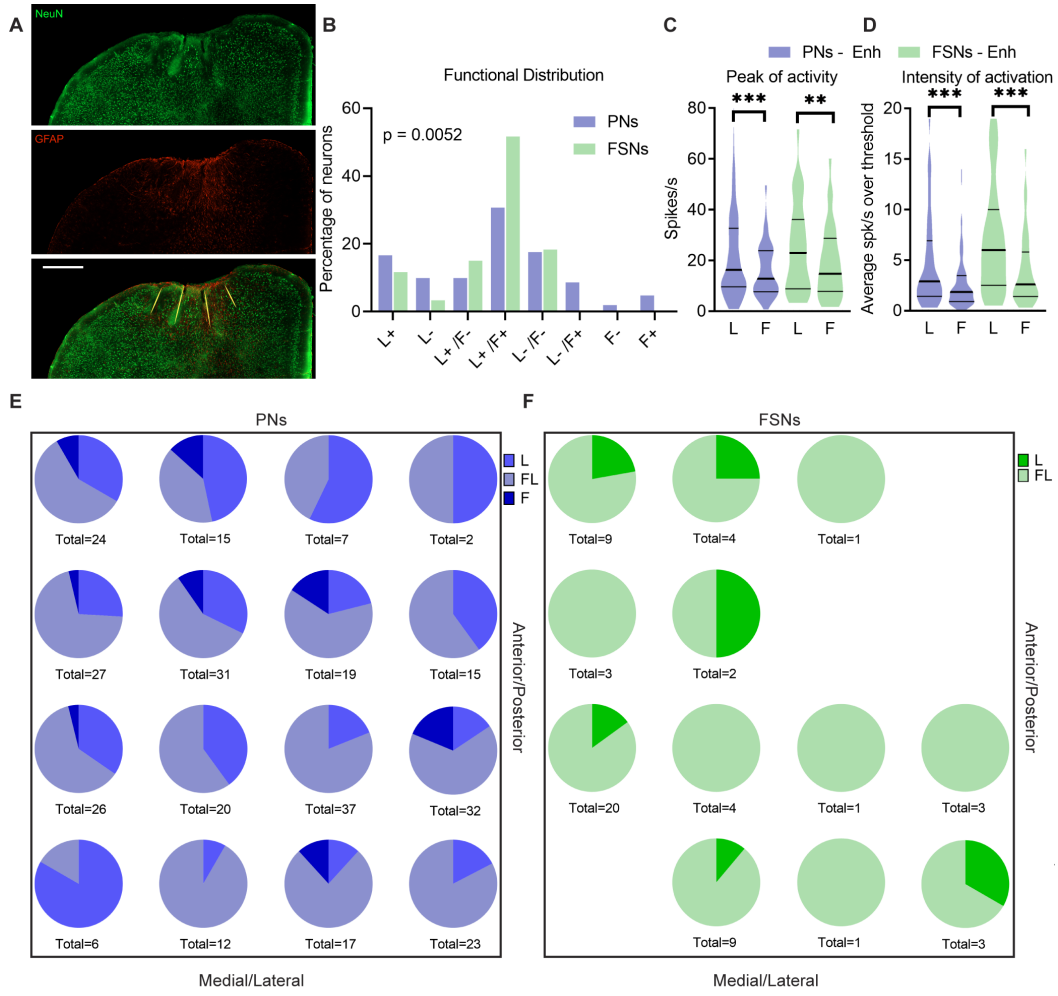 A
NeuN
GFAP
B
Functional Distribution
Percentage of neurons
60
40
20
0
p = 0.0052
PNs
FSNs
L+
L-
L+ /F-
L+ /F+
L- /F-
L- /F+
F-
F+
C
D
PNs - Enh
FSNs - Enh
Peak of activity
Spikes/s
80
60
40
20
0
***
**
L
F
L
F
Intensity of activation
Average spk/s over threshold
20
15
10
5
0
***
***
L
F
L
F
E
PNs
L
FL
F
Total=24
Total=15
Total=7
Total=2
Total=27
Total=31
Total=19
Total=15
Total=26
Total=20
Total=37
Total=32
Total=6
Total=12
Total=17
Total=23
Anterior/Posterior
Medial/Lateral
F
FSNs
L
FL
Total=9
Total=4
Total=1
Total=3
Total=2
Total=20
Total=4
Total=1
Total=3
Total=9
Total=1
Total=3
Anterior/Posterior
Medial/Lateral